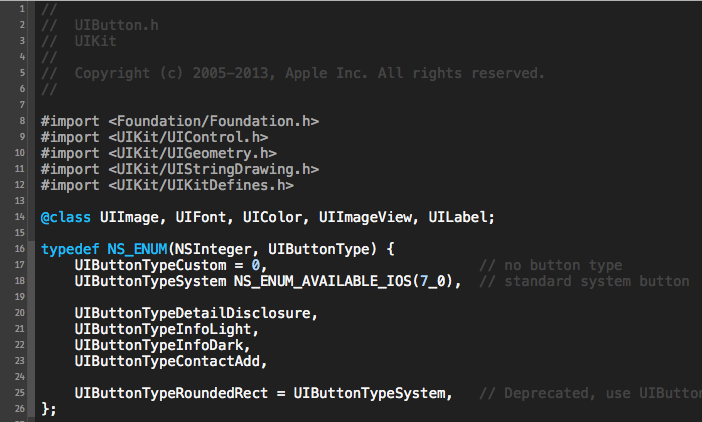 1 //
2 //  UIButton.h
3 //  UIKit
4 //
5 //  Copyright (c) 2005-2013, Apple Inc. All rights reserved.
6 //
7
8 #import <Foundation/Foundation.h>
9 #import <UIKit/UIControl.h>
10 #import <UIKit/UIGeometry.h>
11 #import <UIKit/UIStringDrawing.h>
12 #import <UIKit/UIKitDefines.h>
13
14 @class UIImage, UIFont, UIColor, UIImageView, UILabel;
15
16 typedef NS_ENUM(NSInteger, UIButtonType) {
17     UIButtonTypeCustom = 0,                         // no button type
18     UIButtonTypeSystem NS_ENUM_AVAILABLE_IOS(7_0),  // standard system button
19
20     UIButtonTypeDetailDisclosure,
21     UIButtonTypeInfoLight,
22     UIButtonTypeInfoDark,
23     UIButtonTypeContactAdd,
24
25     UIButtonTypeRoundedRect = UIButtonTypeSystem,   // Deprecated, use UIButton
26 };